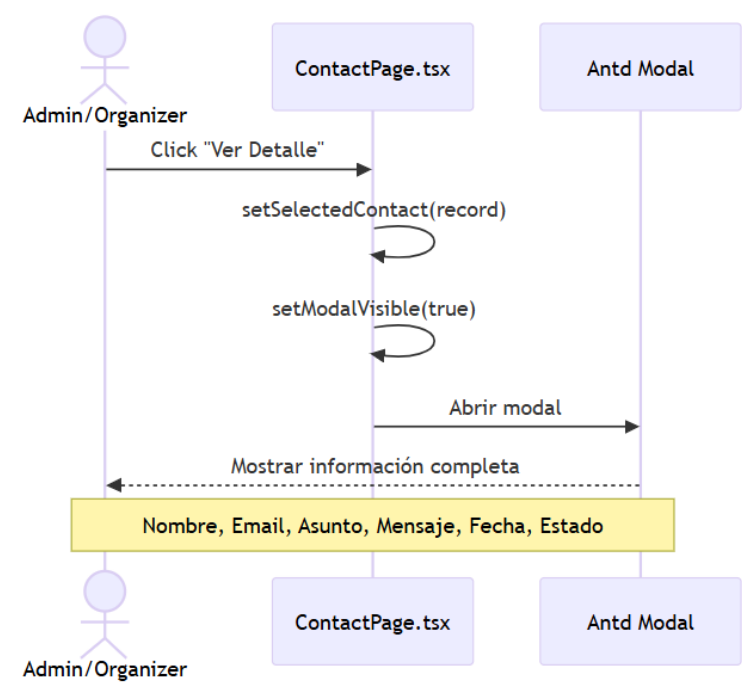 ContactPage.tsx
Antd Modal
Admin/Organizer
Click "Ver Detalle"
setSelectedContact(record)
setModalVisible(true)
Abrir modal
Mostrar información completa
Nombre, Email, Asunto, Mensaje, Fecha, Estado
ContactPage.tsx
Antd Modal
Admin/Organizer